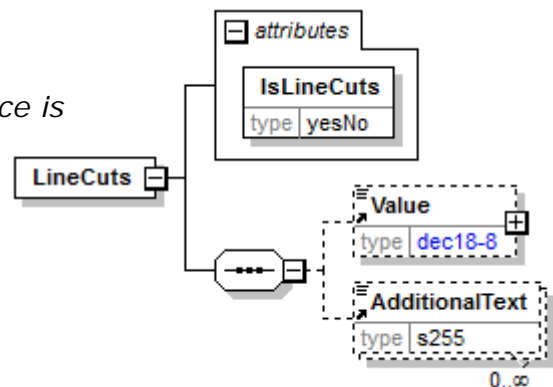 attributes
IsLineCuts
type yesNo
ce is
LineCuts
Value
type dec18-8
AdditionalText
type s255
0..∞